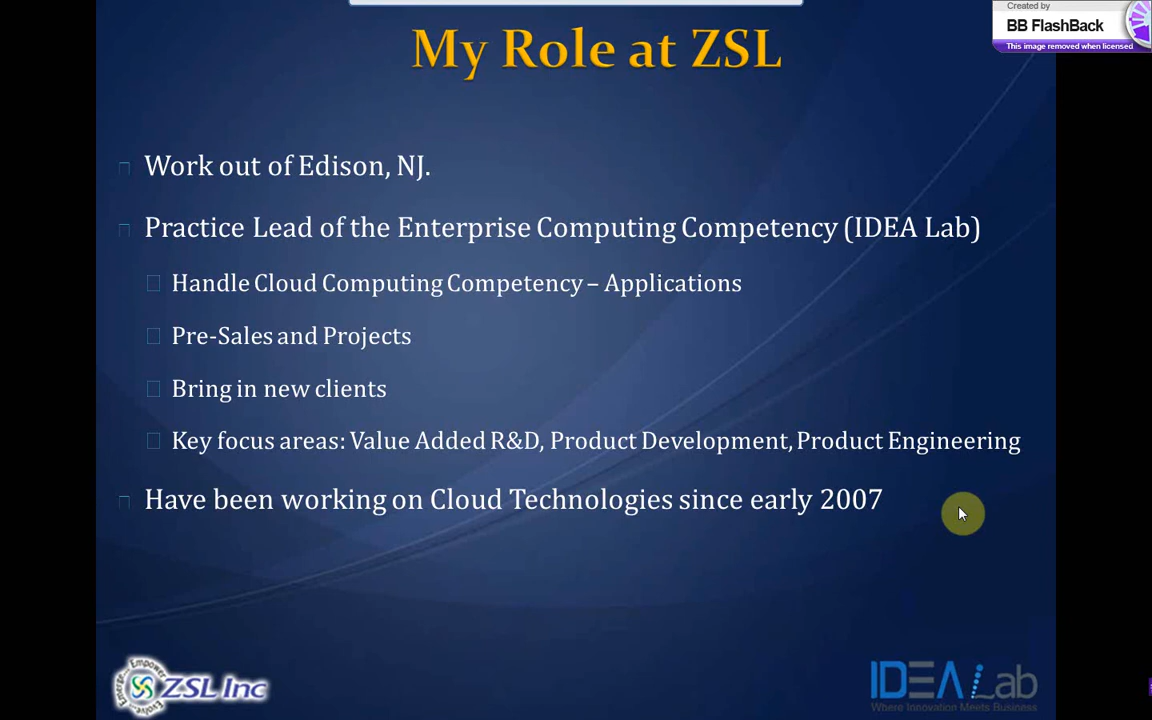 Created by
BB FlashBack
This image removed when licensed
My Role at ZSL
Work out of Edison, NJ.
Practice Lead of the Enterprise Computing Competency (IDEA Lab)
Handle Cloud Computing Competency – Applications
Pre-Sales and Projects
Bring in new clients
Key focus areas: Value Added R&D, Product Development, Product Engineering
Have been working on Cloud Technologies since early 2007
Empower
Evolve
ZSL Inc
IDEA Lab
Where Innovation Meets Business